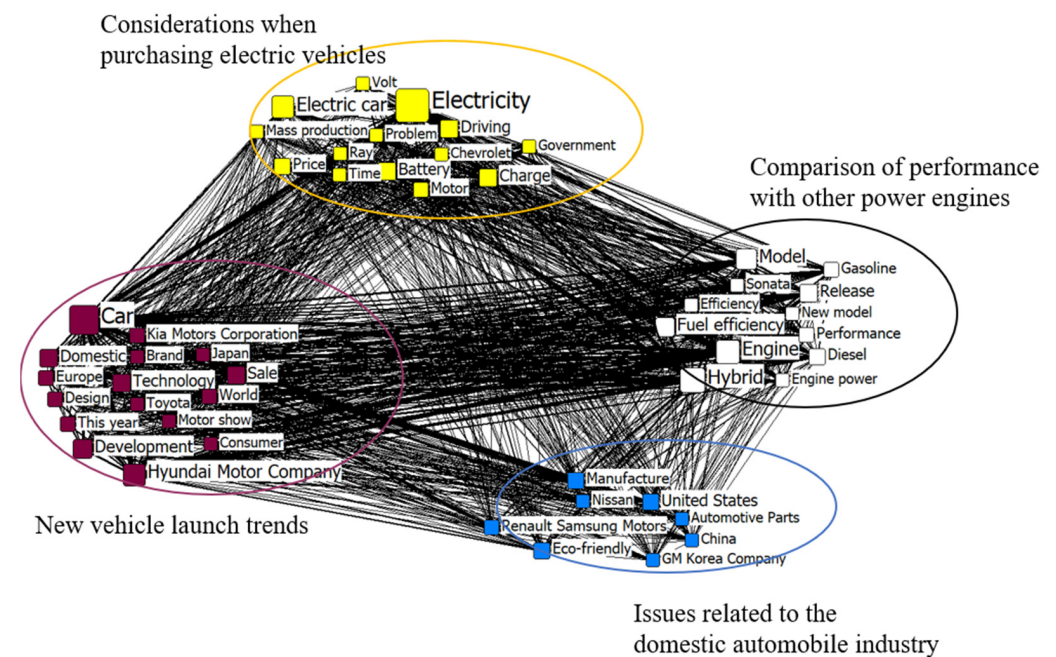 Considerations when
purchasing electric vehicles
Volt
Electric car
Electricity
Mass production
Problem
Driving
Government
Ray
Chevrolet
Price
Time
Battery
Charge
Motor
Comparison of performance
with other power engines
Model
Gasoline
Sonata
Release
Efficiency
New model
Fuel efficiency
Performance
Engine
Diesel
Hybrid
Engine power
Car
Kia Motors Corporation
Domestic
Brand
Japan
Europe
Technology
Sale
Design
Toyota
World
This year
Motor show
Development
Consumer
Hyundai Motor Company
New vehicle launch trends
Manufacture
Nissan
United States
Renault Samsung Motors
Automotive Parts
China
Eco-friendly
GM Korea Company
Issues related to the
domestic automobile industry